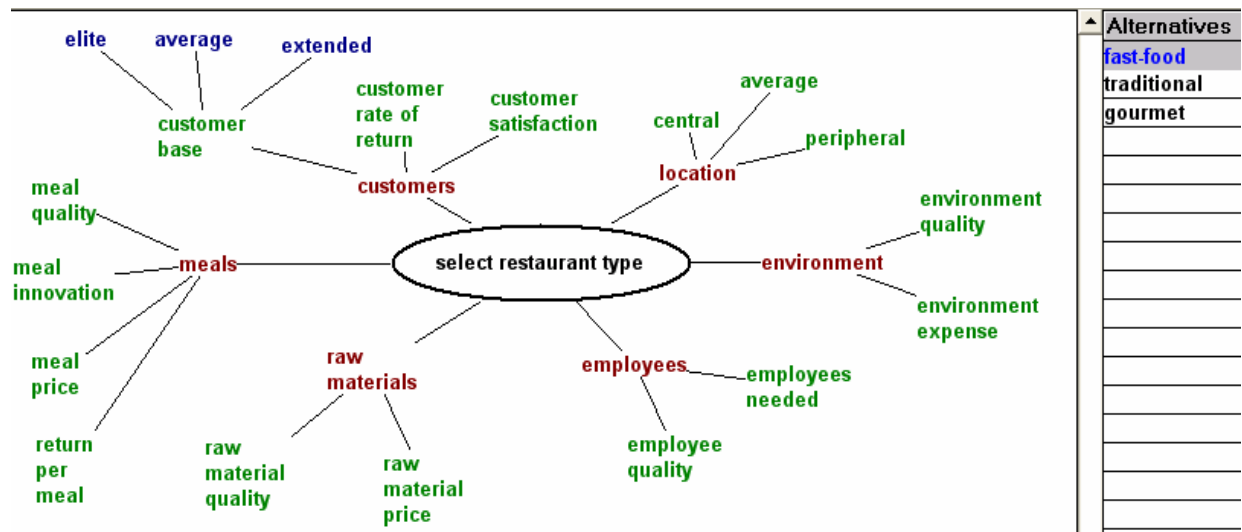 elite
average
extended
customer
base
customer
rate of
return
customer
satisfaction
customers
average
central
peripheral
location
meal
quality
meals
meal
innovation
meal
price
return
per
meal
select restaurant type
environment
environment
quality
environment
expense
raw
materials
raw
material
quality
raw
material
price
employees
employees
needed
employee
quality
Alternatives
fast-food
traditional
gourmet